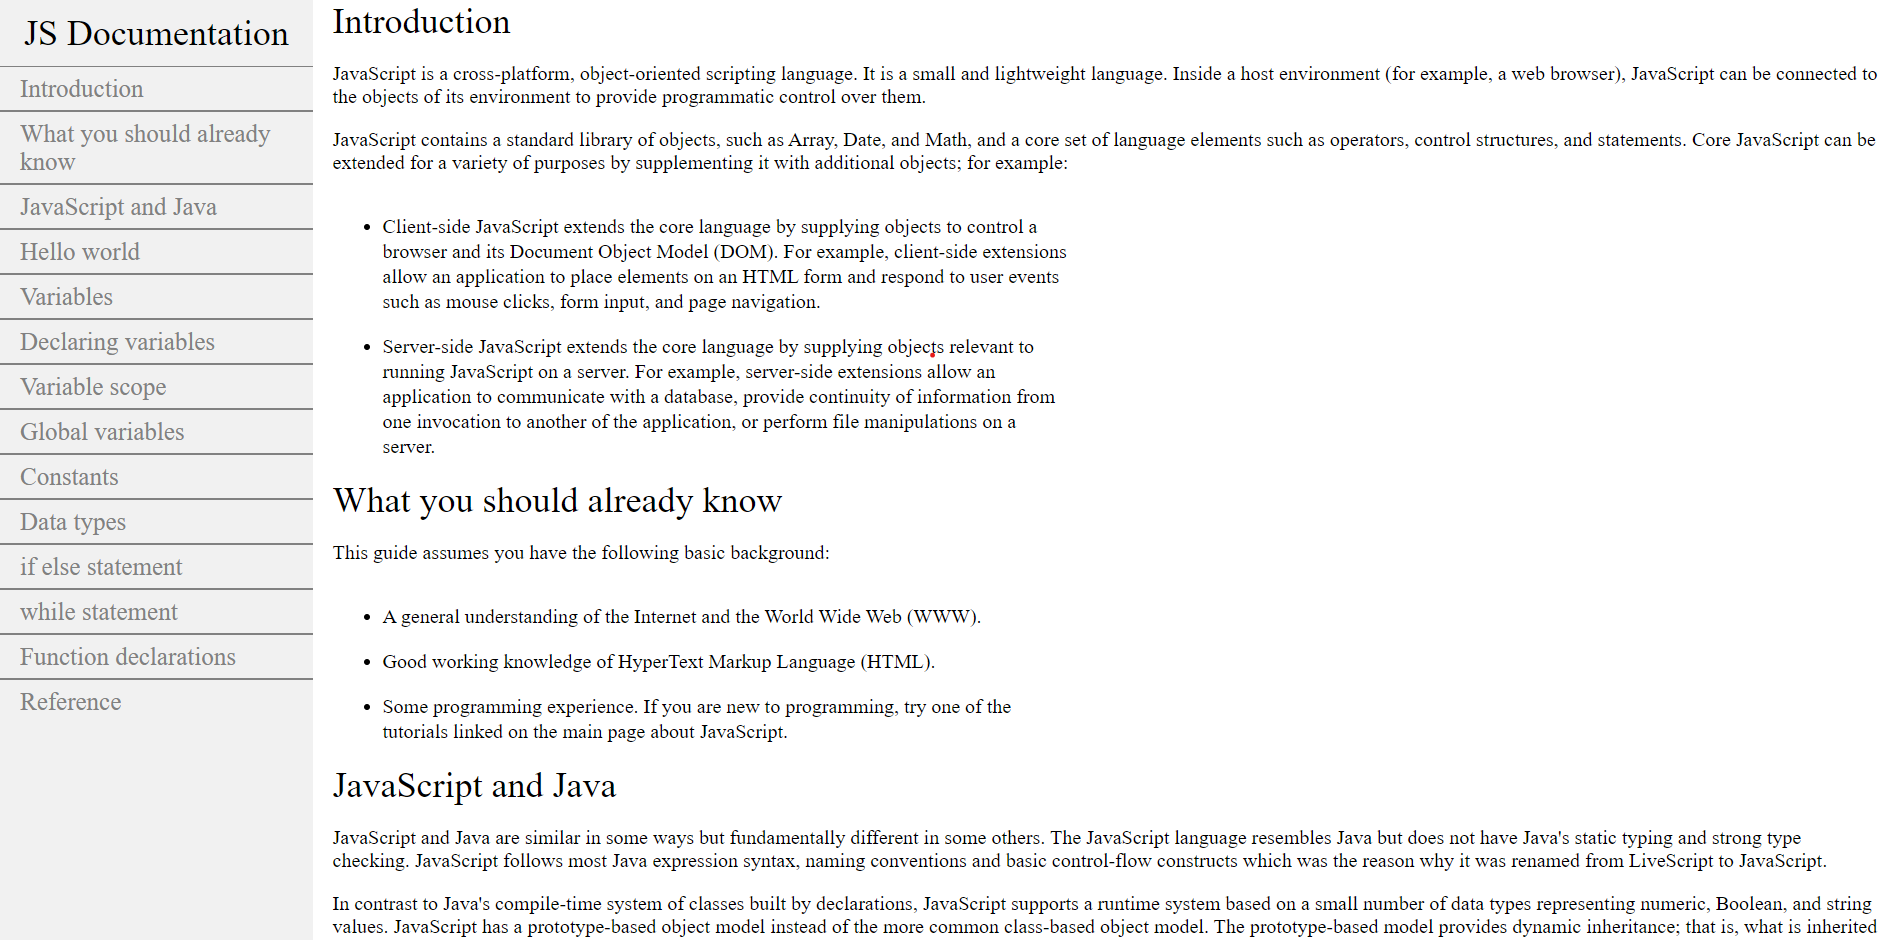 JS Documentation
Introduction
What you should already
know
JavaScript and Java
Hello world
Variables
Declaring variables
Variable scope
Global variables
Constants
Data types
if else statement
while statement
Function declarations
Reference
Introduction
JavaScript is a cross-platform, object-oriented scripting language. It is a small and lightweight language. Inside a host environment (for example, a web browser), JavaScript can be connected to
the objects of its environment to provide programmatic control over them.
JavaScript contains a standard library of objects, such as Array, Date, and Math, and a core set of language elements such as operators, control structures, and statements. Core JavaScript can be
extended for a variety of purposes by supplementing it with additional objects; for example:
• Client-side JavaScript extends the core language by supplying objects to control a
browser and its Document Object Model (DOM). For example, client-side extensions
allow an application to place elements on an HTML form and respond to user events
such as mouse clicks, form input, and page navigation.
• Server-side JavaScript extends the core language by supplying objects relevant to
running JavaScript on a server. For example, server-side extensions allow an
application to communicate with a database, provide continuity of information from
one invocation to another of the application, or perform file manipulations on a
server.
What you should already know
This guide assumes you have the following basic background:
• A general understanding of the Internet and the World Wide Web (WWW).
• Good working knowledge of HyperText Markup Language (HTML).
• Some programming experience. If you are new to programming, try one of the
tutorials linked on the main page about JavaScript.
JavaScript and Java
JavaScript and Java are similar in some ways but fundamentally different in some others. The JavaScript language resembles Java but does not have Java's static typing and strong type
checking. JavaScript follows most Java expression syntax, naming conventions and basic control-flow constructs which was the reason why it was renamed from LiveScript to JavaScript.
In contrast to Java's compile-time system of classes built by declarations, JavaScript supports a runtime system based on a small number of data types representing numeric, Boolean, and string
values. JavaScript has a prototype-based object model instead of the more common class-based object model. The prototype-based model provides dynamic inheritance; that is, what is inherited